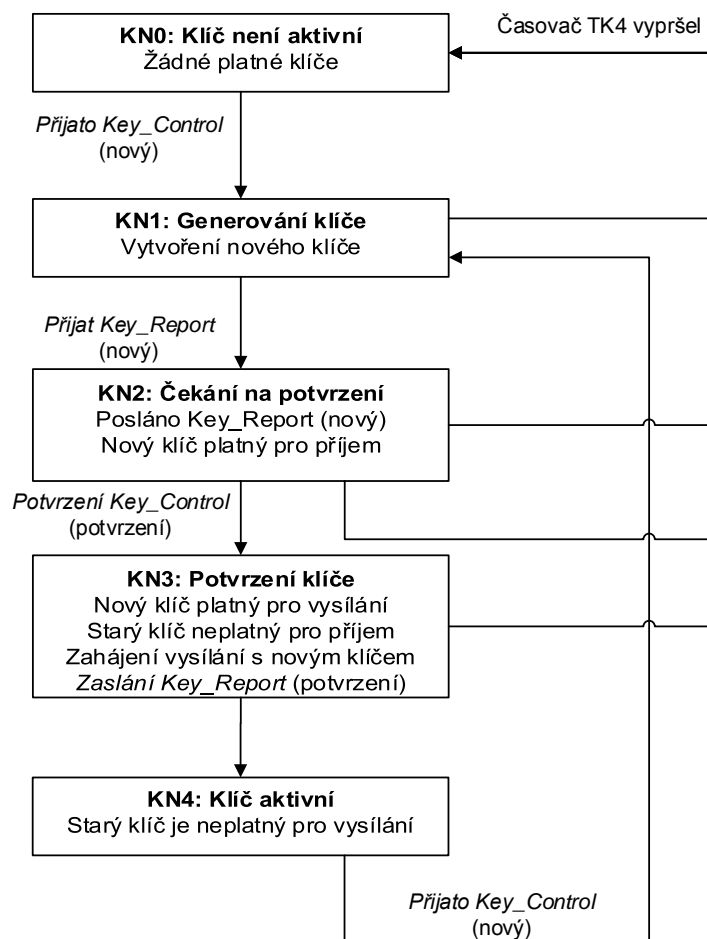 Časovač TK4 vypršel
KN0: Klíč není aktivní
Žádné platné klíče
Přijato Key_Control
(nový)
KN1: Generování klíče
Vytvoření nového klíče
Přijat Key_Report
(nový)
KN2: Čekání na potvrzení
Posláno Key_Report (nový)
Nový klíč platný pro příjem
Potvrzení Key_Control
(potvrzení)
KN3: Potvrzení klíče
Nový klíč platný pro vysílání
Starý klíč neplatný pro příjem
Zahájení vysílání s novým klíčem
Zaslání Key_Report (potvrzení)
KN4: Klíč aktivní
Starý klíč je neplatný pro vysílání
Přijato Key_Control
(nový)